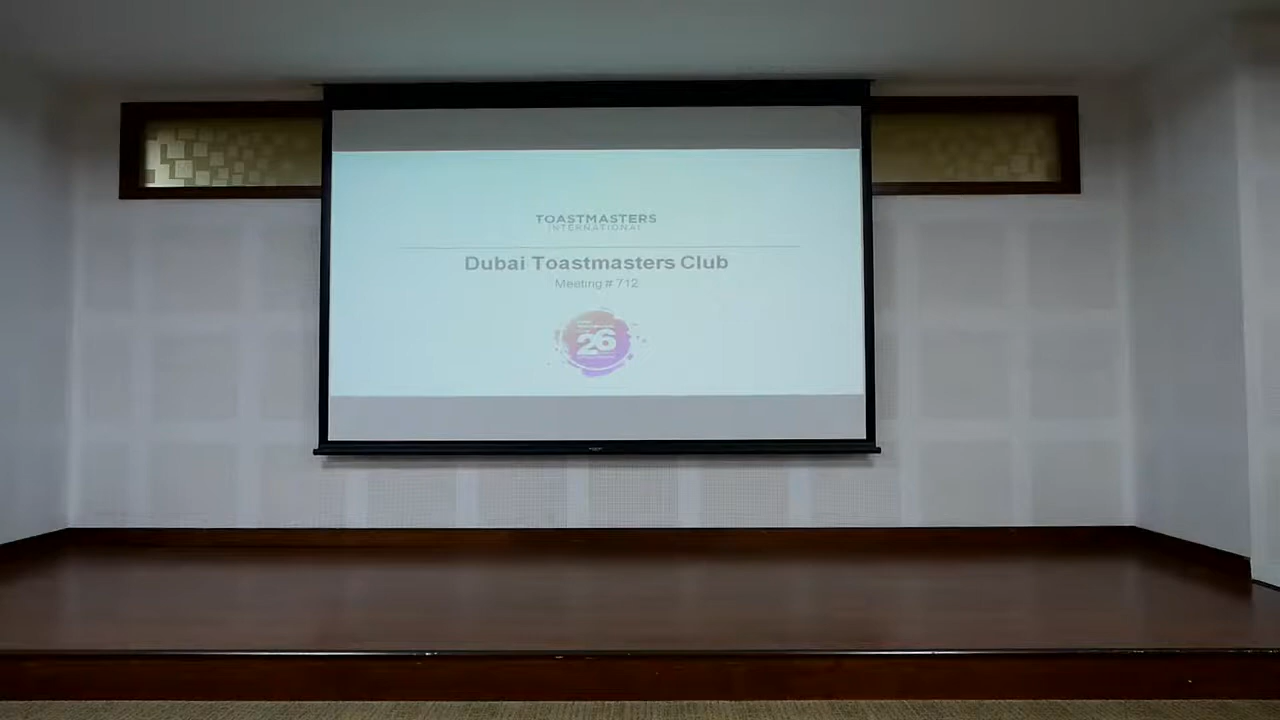 TOASTMASTERS
INTERNATIONAL
Dubai Toastmasters Club
Meeting # 712
26